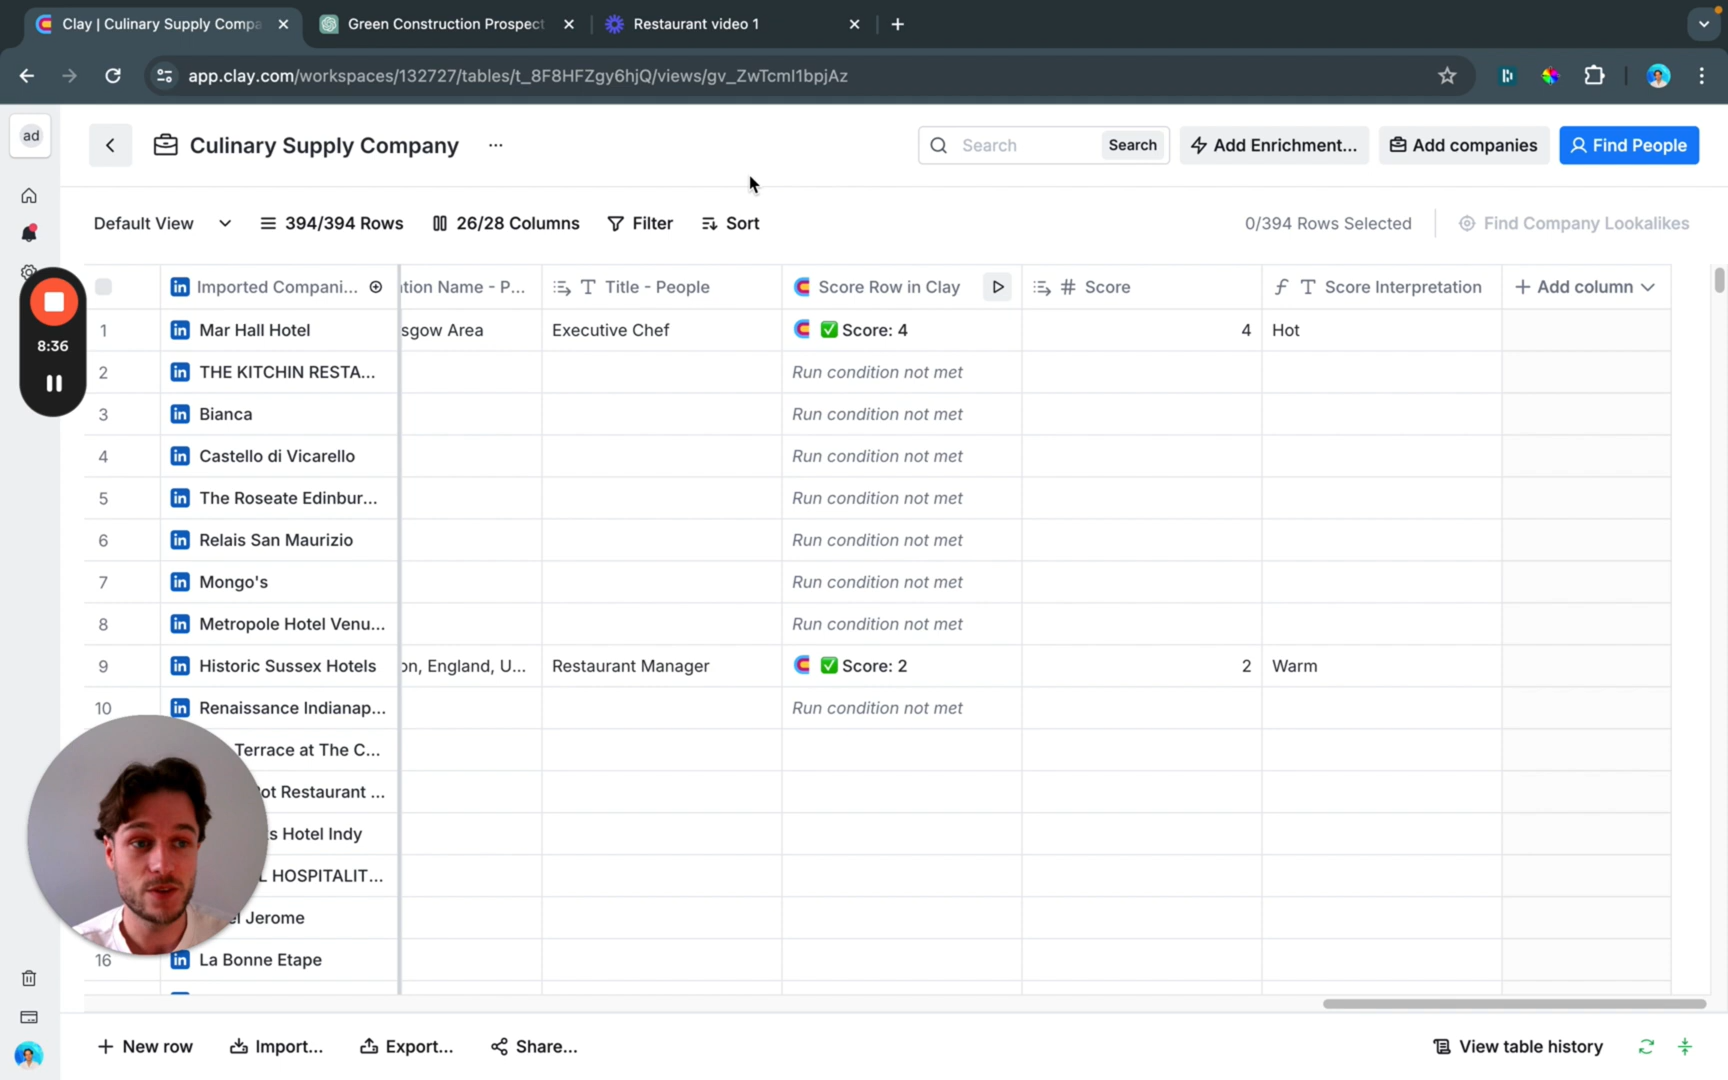 Clay | Culinary Supply Compa
Green Construction Prospect
Restaurant video 1
app.clay.com/workspaces/132727/tables/t_8F8HFZgy6hjQ/views/gv_ZwTcmI1bpjAz
ad
Culinary Supply Company
Search
Search
Add Enrichment...
Add companies
Find People
Default View
394/394 Rows
26/28 Columns
Filter
Sort
0/394 Rows Selected
Find Company Lookalikes
Imported Compani...
tion Name - P...
Title - People
Score Row in Clay
# Score
Score Interpretation
+ Add column
1 Mar Hall Hotel sgow Area Executive Chef Score: 4 4 Hot
2 THE KITCHIN RESTA... Run condition not met
3 Bianca Run condition not met
4 Castello di Vicarello Run condition not met
5 The Roseate Edinbur... Run condition not met
6 Relais San Maurizio Run condition not met
7 Mongo's Run condition not met
8 Metropole Hotel Venu... Run condition not met
9 Historic Sussex Hotels on, England, U... Restaurant Manager Score: 2 2 Warm
10 Renaissance Indianap... Run condition not met
Terrace at The C...
ot Restaurant ...
s Hotel Indy
L HOSPITALIT...
el Jerome
16 La Bonne Etape
8:36
+ New row
Import...
Export...
Share...
View table history